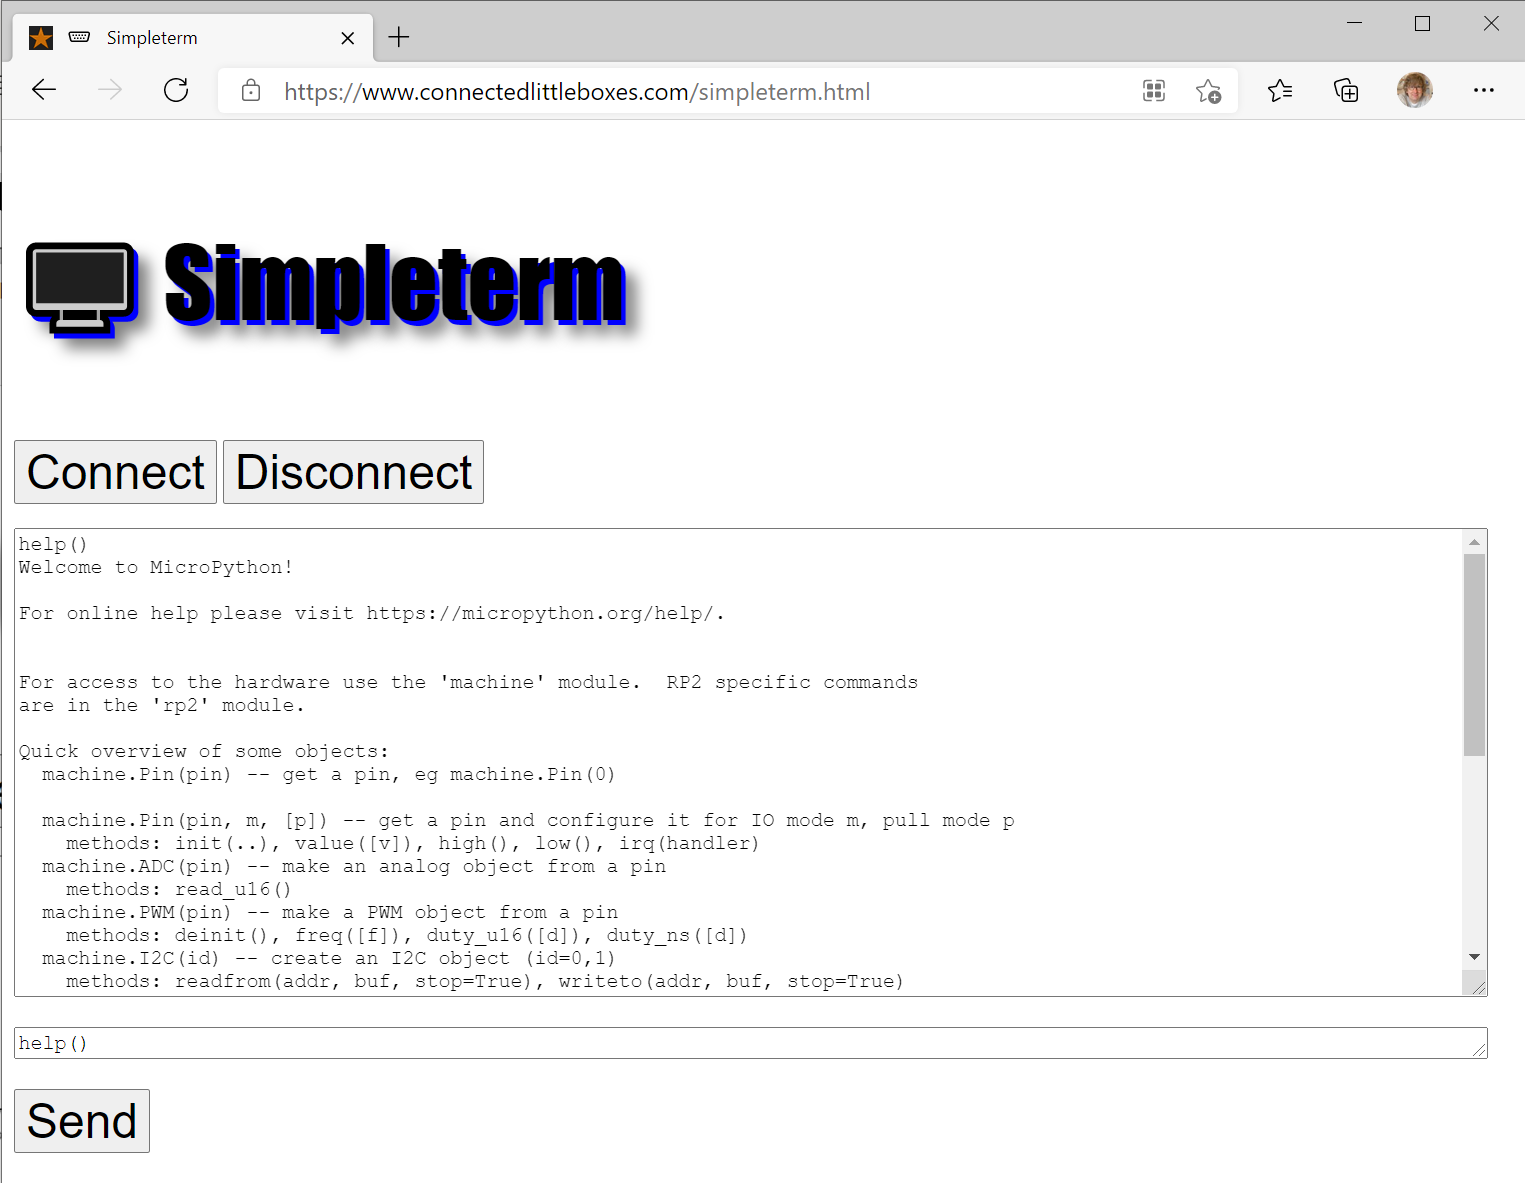 Simpleterm
https://www.connectedlittleboxes.com/simpleterm.html
Simpleterm
Connect Disconnect
help()
Welcome to MicroPython!
For online help please visit https://micropython.org/help/.
For access to the hardware use the 'machine' module.  RP2 specific commands
are in the 'rp2' module.
Quick overview of some objects:
  machine.Pin(pin) -- get a pin, eg machine.Pin(0)
  machine.Pin(pin, m, [p]) -- get a pin and configure it for IO mode m, pull mode p
    methods: init(..), value([v]), high(), low(), irq(handler)
  machine.ADC(pin) -- make an analog object from a pin
    methods: read_u16()
  machine.PWM(pin) -- make a PWM object from a pin
    methods: deinit(), freq([f]), duty_u16([d]), duty_ns([d])
  machine.I2C(id) -- create an I2C object (id=0,1)
    methods: readfrom(addr, buf, stop=True), writeto(addr, buf, stop=True)
help()
Send